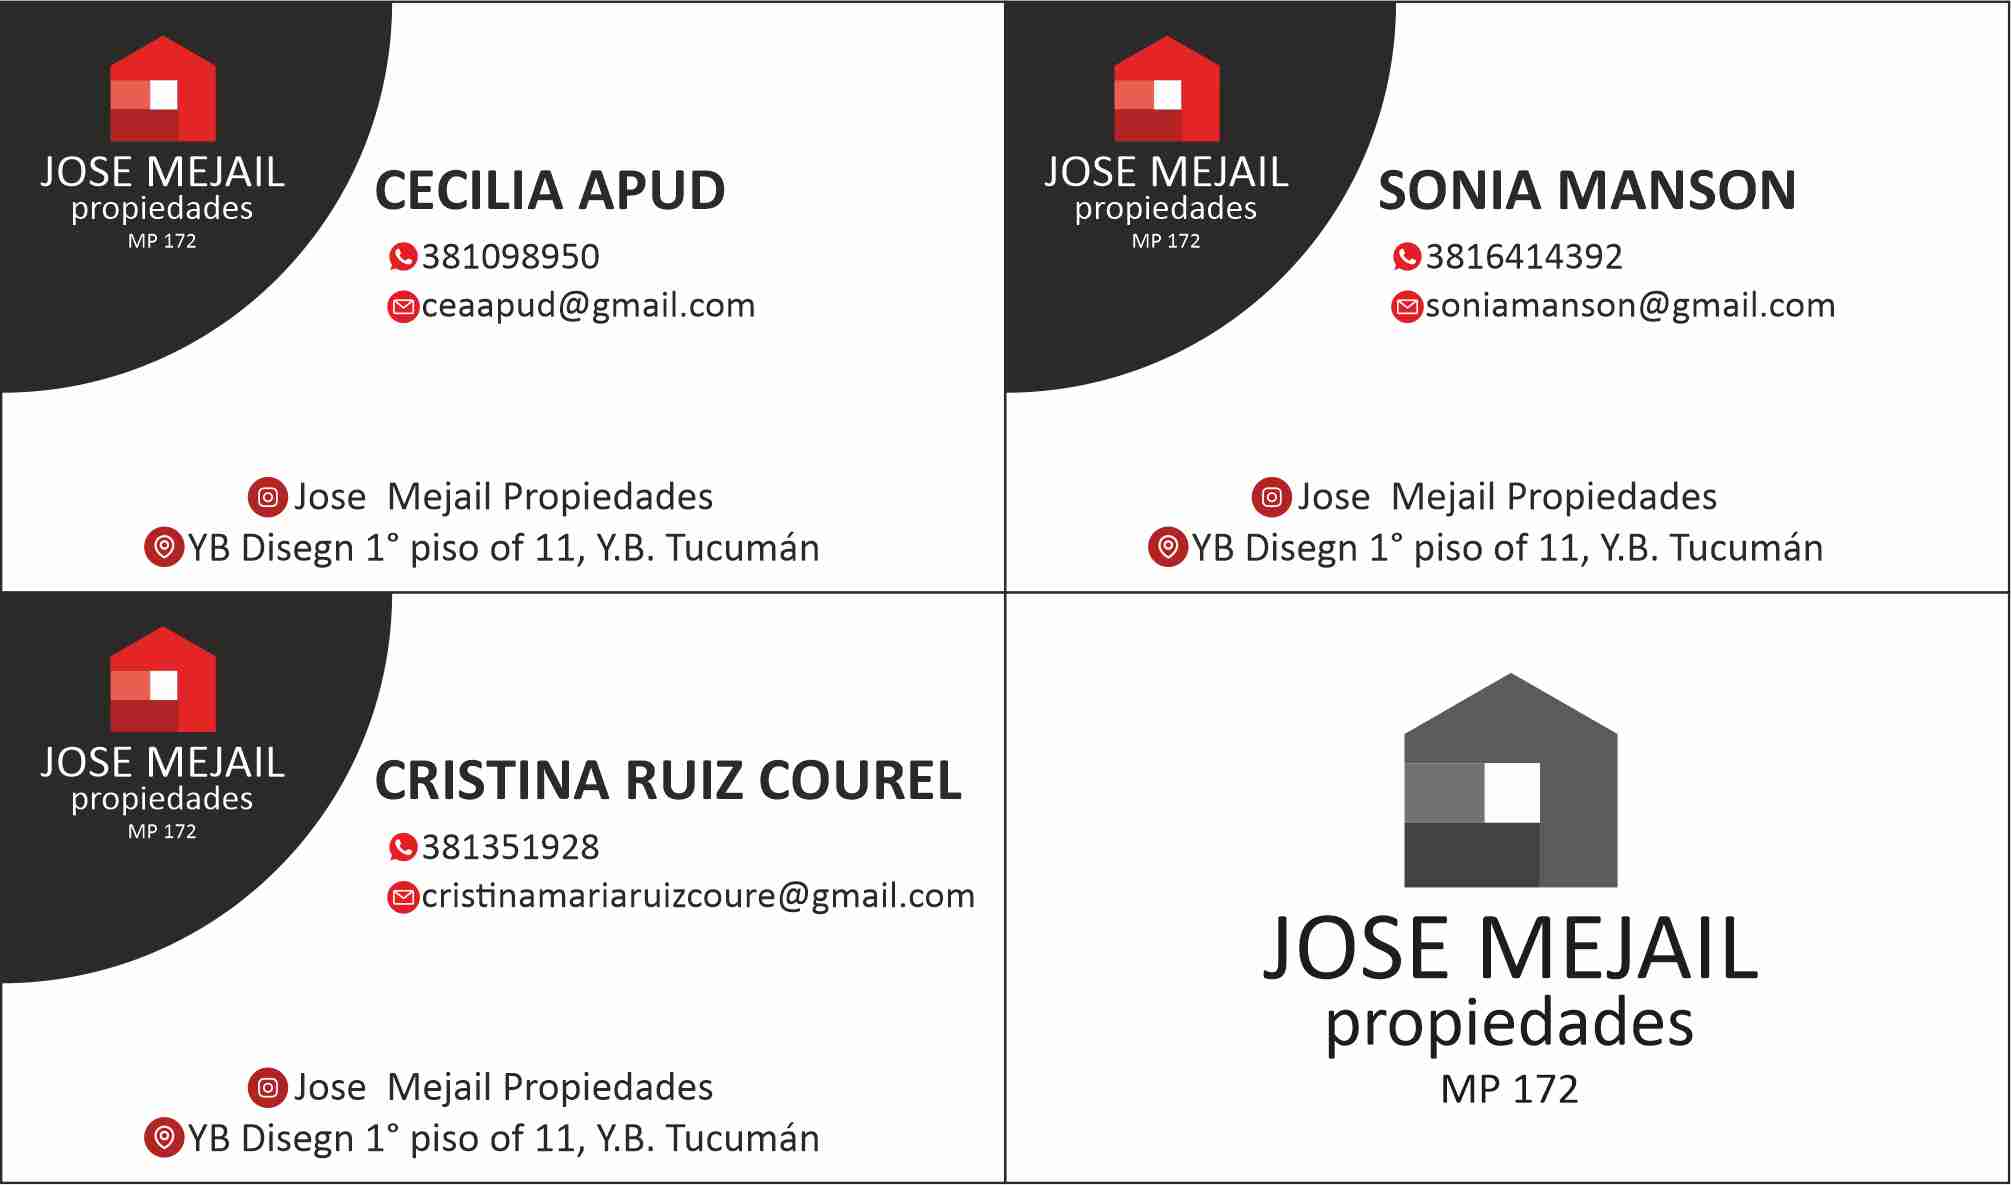 JOSE MEJAIL
propiedades
MP 172
CECILIA APUD
381098950
ceaapud@gmail.com
Jose Mejail Propiedades
YB Disegn 1° piso of 11, Y.B. Tucumán
JOSE MEJAIL
propiedades
MP 172
SONIA MANSON
3816414392
soniamanson@gmail.com
Jose Mejail Propiedades
YB Disegn 1° piso of 11, Y.B. Tucumán
JOSE MEJAIL
propiedades
MP 172
CRISTINA RUIZ COUREL
381351928
cristinamariaruizcoure@gmail.com
Jose Mejail Propiedades
YB Disegn 1° piso of 11, Y.B. Tucumán
JOSE MEJAIL
propiedades
MP 172